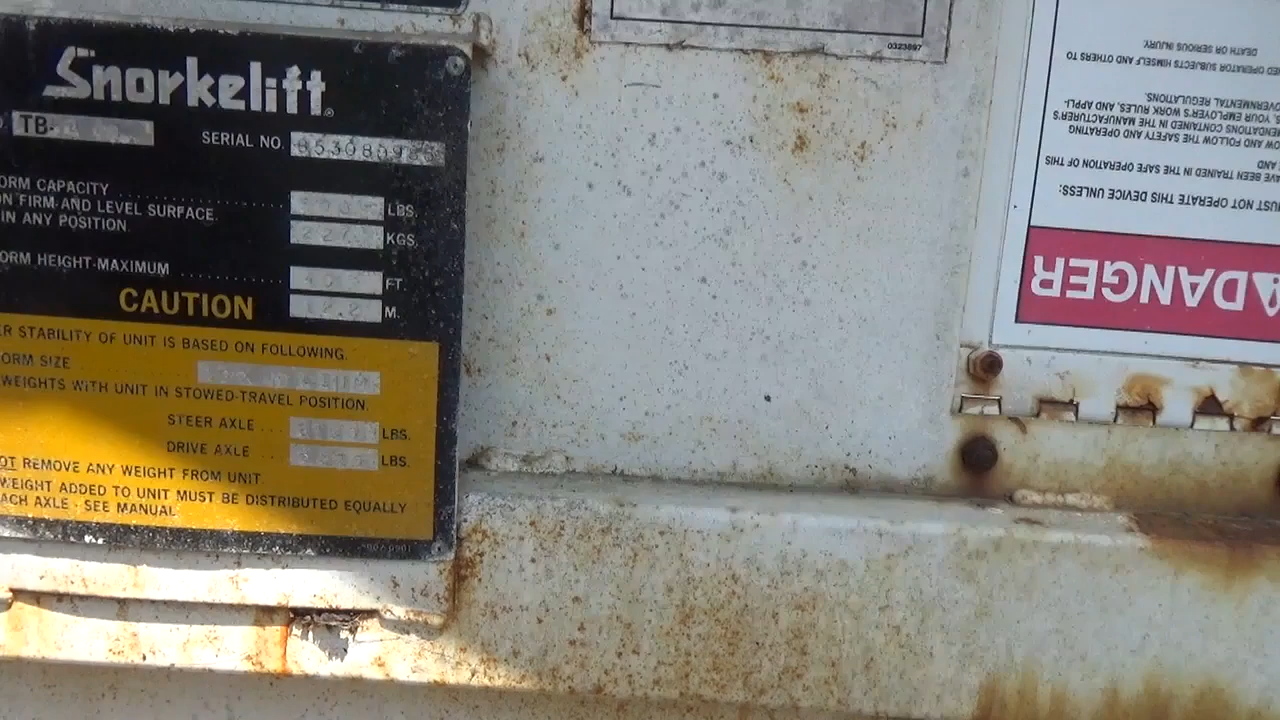 Snorkelift
TB-
SERIAL NO.
ORM CAPACITY
ON FIRM AND LEVEL SURFACE
IN ANY POSITION.
LBS.
KGS.
ORM HEIGHT-MAXIMUM
FT.
M.
CAUTION
ER STABILITY OF UNIT IS BASED ON FOLLOWING.
ORM SIZE
WEIGHTS WITH UNIT IN STOWED-TRAVEL POSITION.
STEER AXLE ... LBS.
DRIVE AXLE ... LBS.
OT REMOVE ANY WEIGHT FROM UNIT.
WEIGHT ADDED TO UNIT MUST BE DISTRIBUTED EQUALLY
ACH AXLE - SEE MANUAL
0323697
DANGER
UST NOT OPERATE THIS DEVICE UNLESS:
AVE BEEN TRAINED IN THE SAFE OPERATION OF THIS
ND
OW AND FOLLOW THE SAFETY AND OPERATING
ENDATIONS CONTAINED IN THE MANUFACTURER'S
, YOUR EMPLOYER'S WORK RULES, AND APPLI-
VERNMENTAL REGULATIONS.
ED OPERATOR SUBJECTS HIMSELF AND OTHERS TO
DEATH OR SERIOUS INJURY.